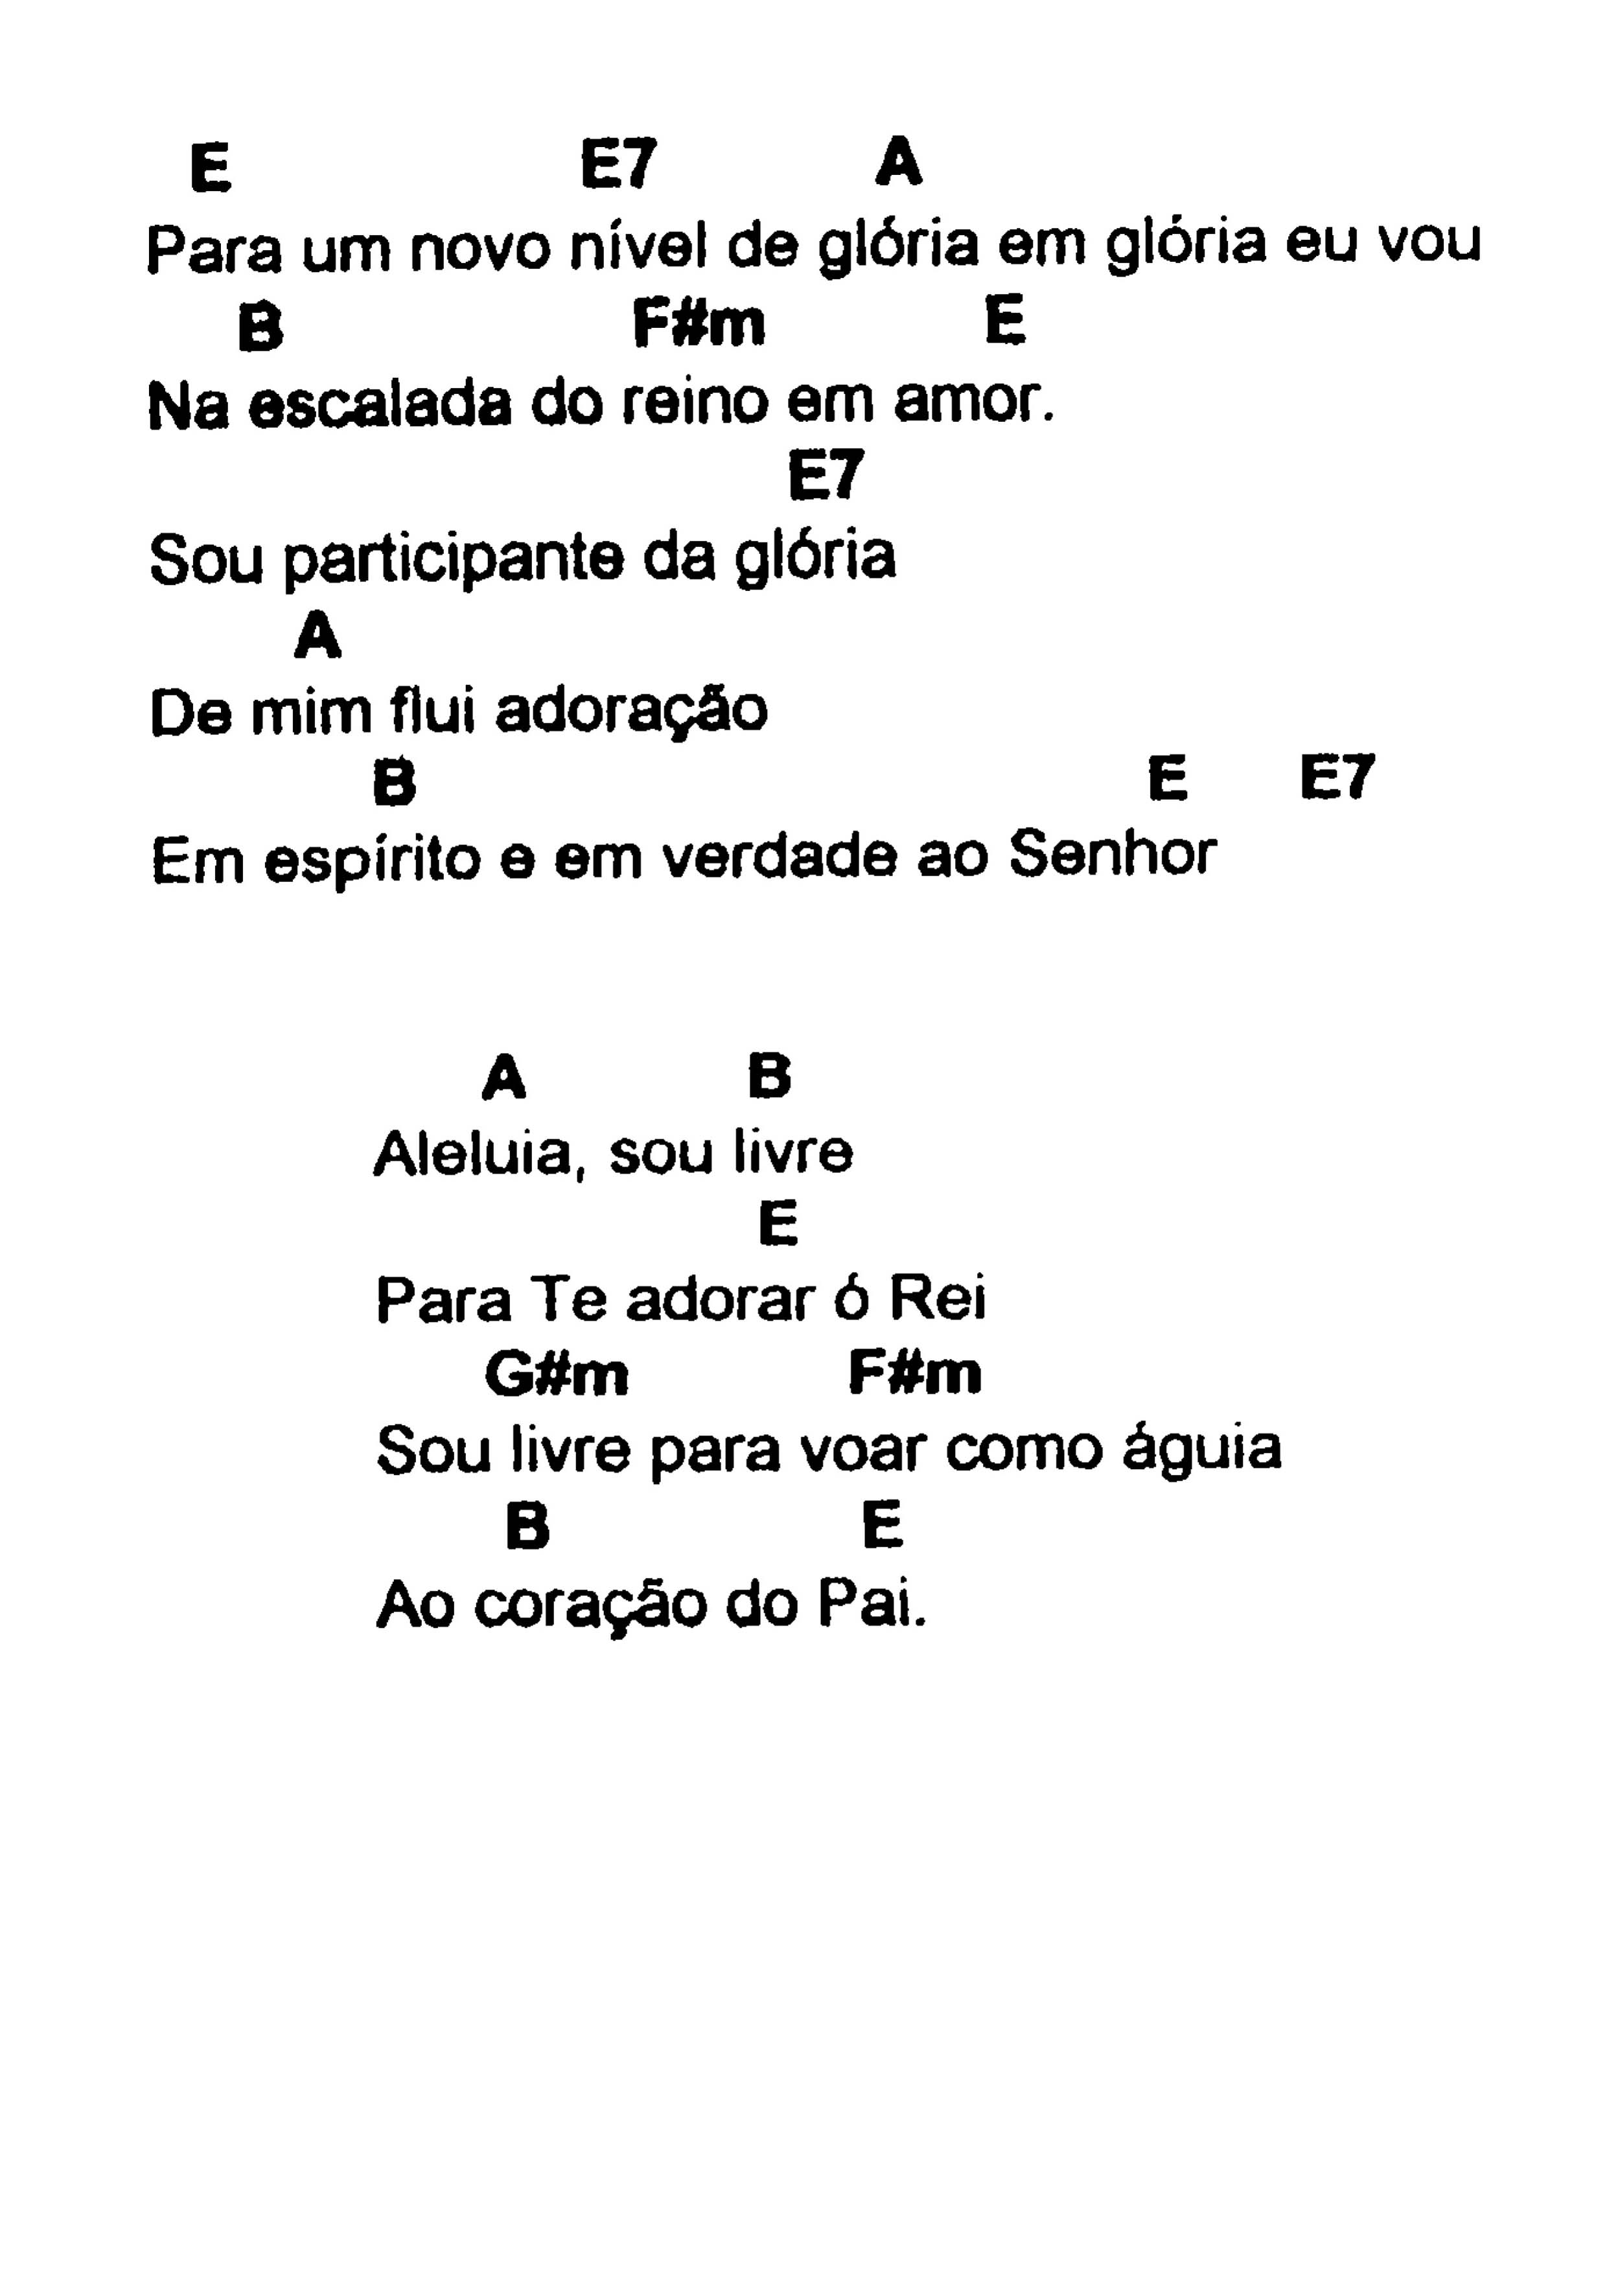 E E7 A
Para um novo nível de glória em glória eu vou
B F#m E
Na escalada do reino em amor.
E7
Sou participante da glória
A
De mim flui adoração
B E E7
Em espírito e em verdade ao Senhor
A B
Aleluia, sou livre
E
Para Te adorar ó Rei
G#m F#m
Sou livre para voar como águia
B E
Ao coração do Pai.